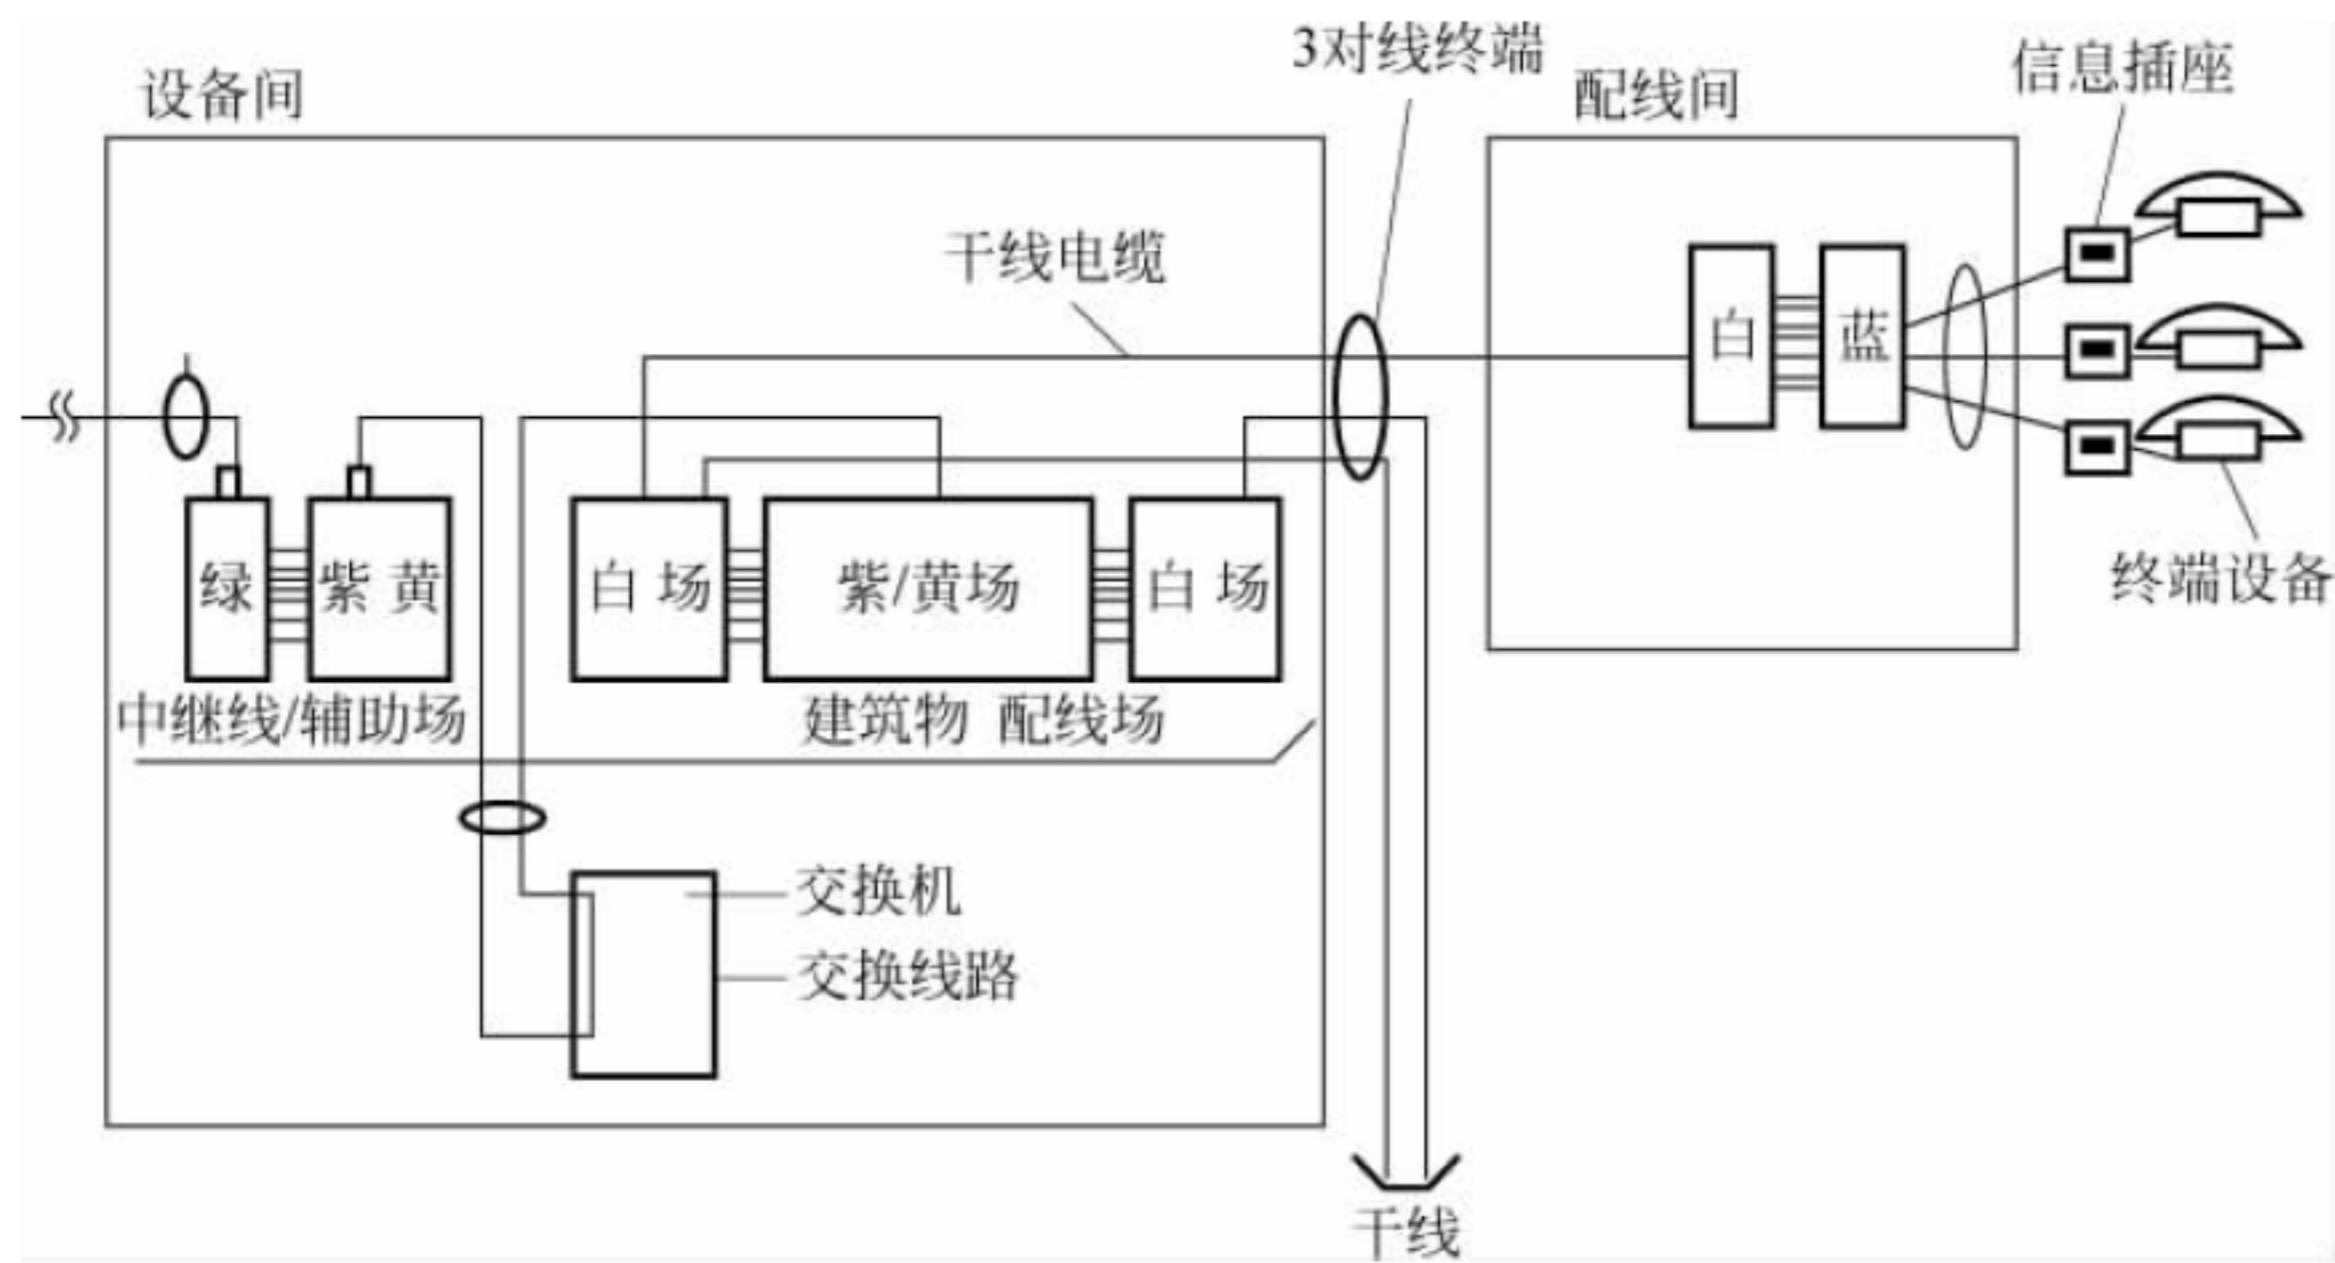 3对线终端
设备间
配线间
信息插座
干线电缆
白
蓝
绿
紫 黄
白 场
紫/黄场
白 场
终端设备
中继线/辅助场
建筑物 配线场
交换机
交换线路
干线